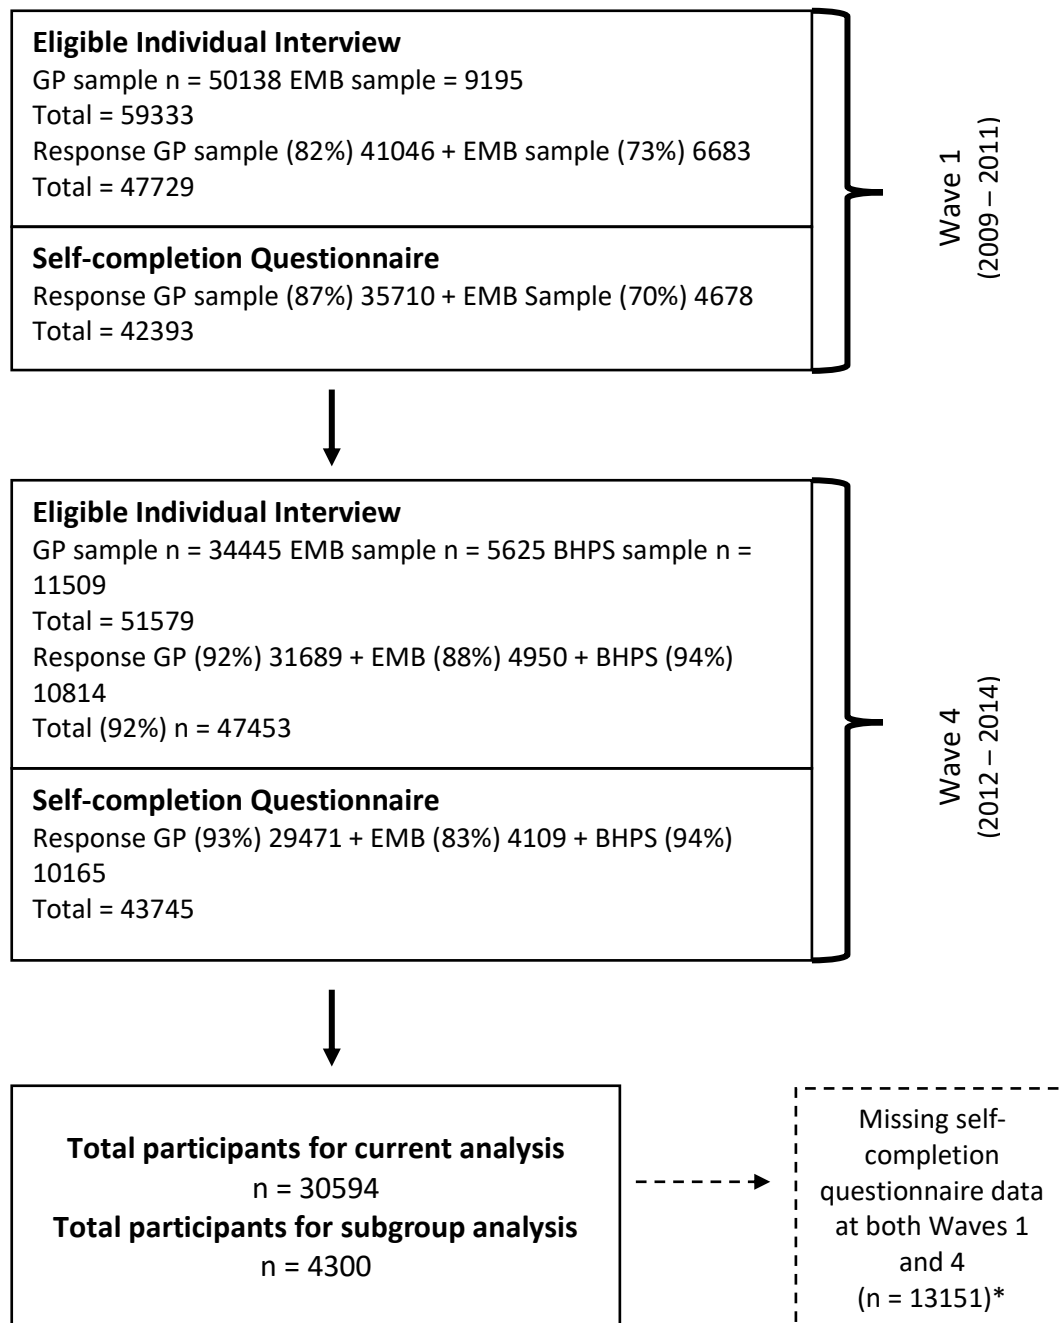 Eligible Individual Interview
GP sample n = 50138 EMB sample = 9195
Total = 59333
Response GP sample (82%) 41046 + EMB sample (73%) 6683
Total = 47729
Self-completion Questionnaire
Response GP sample (87%) 35710 + EMB Sample (70%) 4678
Total = 42393
Wave 1
(2009 – 2011)
Eligible Individual Interview
GP sample n = 34445 EMB sample n = 5625 BHPS sample n =
11509
Total = 51579
Response GP (92%) 31689 + EMB (88%) 4950 + BHPS (94%)
10814
Total (92%) n = 47453
Self-completion Questionnaire
Response GP (93%) 29471 + EMB (83%) 4109 + BHPS (94%)
10165
Total = 43745
Wave 4
(2012 – 2014)
Total participants for current analysis
n = 30594
Total participants for subgroup analysis
n = 4300
Missing self-
completion
questionnaire data
at both Waves 1
and 4
(n = 13151)*